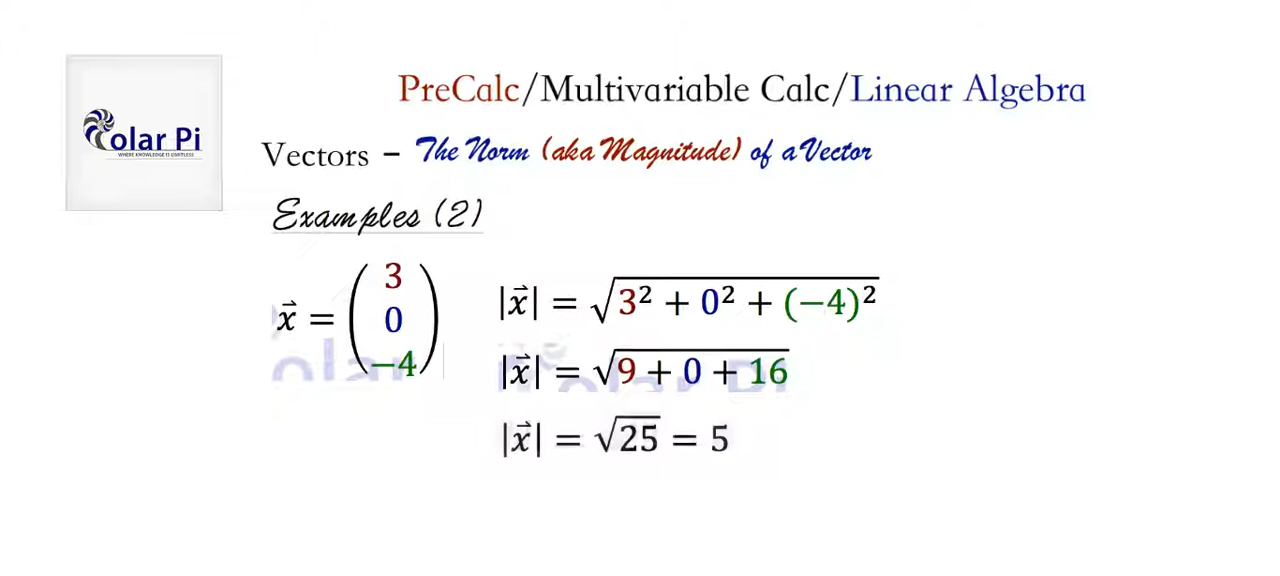 PreCalc/Multivariable Calc/Linear Algebra
olar Pi
WHERE KNOWLEDGE IS LIMITLESS
Vectors – The Norm (aka Magnitude) of a Vector
Examples (2)
x⃗ = (3 0 −4)
|x⃗| = √(3² + 0² + (−4)²)
|x⃗| = √(9 + 0 + 16)
|x⃗| = √25 = 5